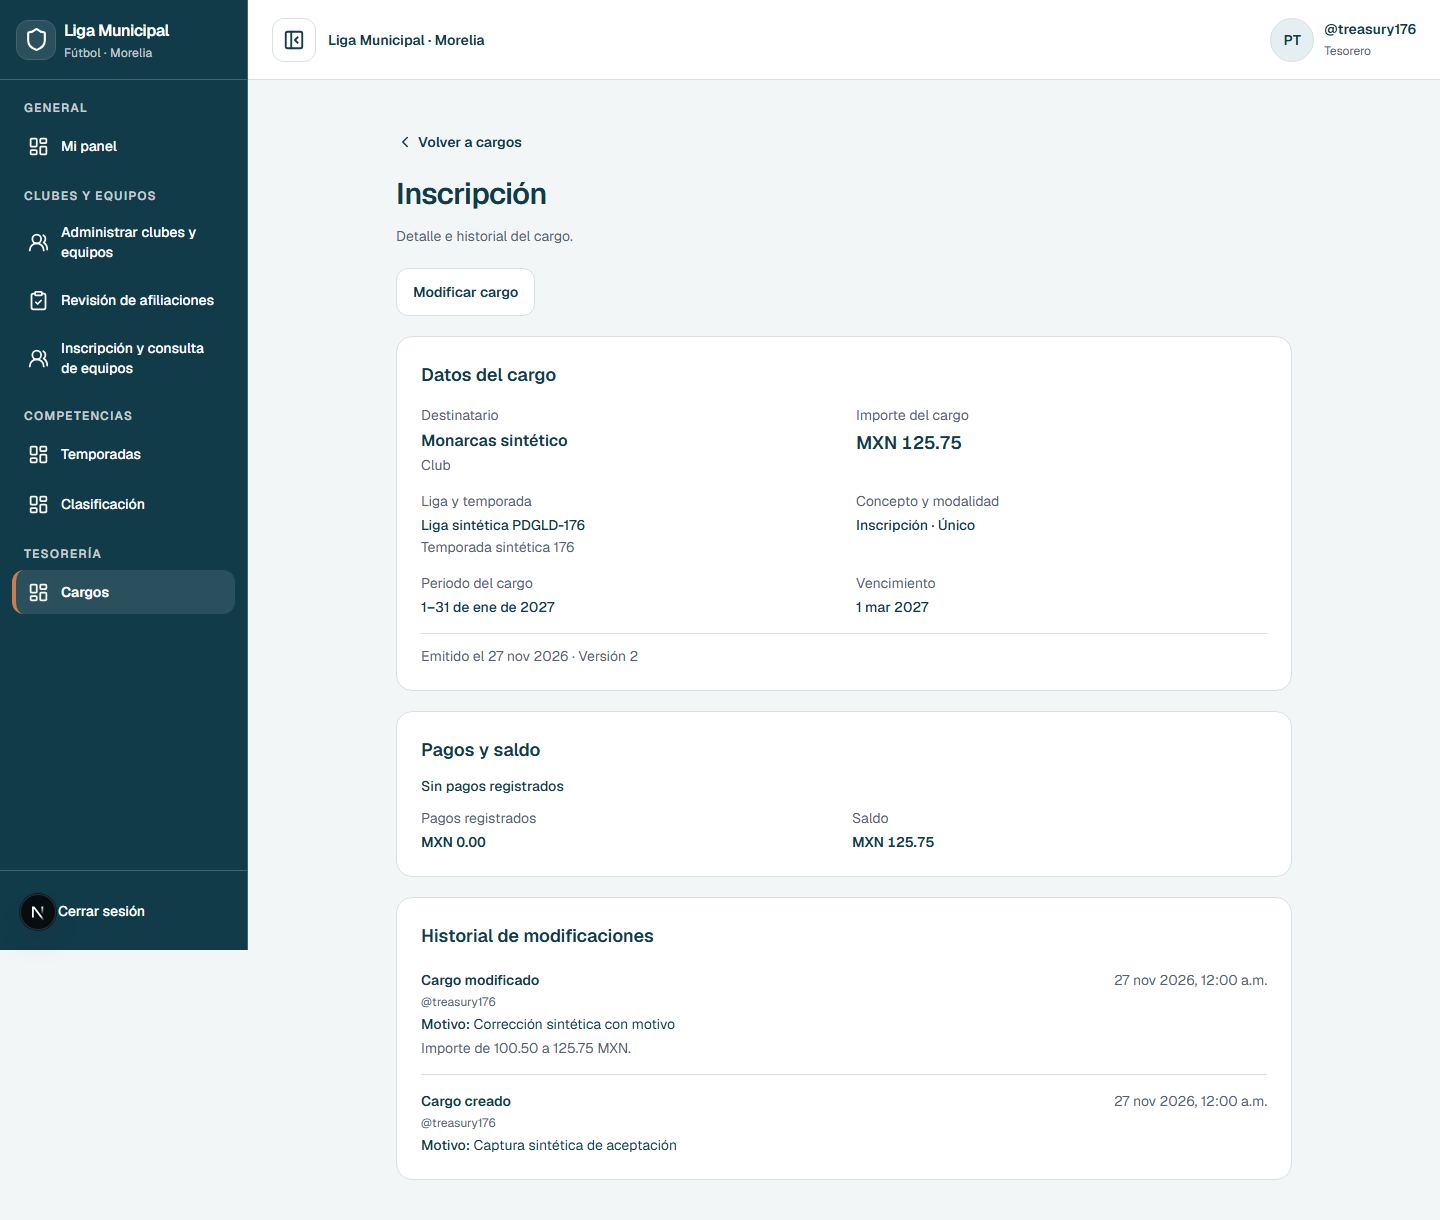 Liga Municipal
Fútbol · Morelia
Liga Municipal · Morelia
PT
@treasury176
Tesorero
GENERAL
Mi panel
CLUBES Y EQUIPOS
Administrar clubes y
equipos
Revisión de afiliaciones
Inscripción y consulta
de equipos
COMPETENCIAS
Temporadas
Clasificación
TESORERÍA
Cargos
N
Cerrar sesión
Volver a cargos
Inscripción
Detalle e historial del cargo.
Modificar cargo
Datos del cargo
Destinatario
Monarcas sintético
Club
Importe del cargo
MXN 125.75
Liga y temporada
Liga sintética PDGLD-176
Temporada sintética 176
Concepto y modalidad
Inscripción · Único
Periodo del cargo
1–31 de ene de 2027
Vencimiento
1 mar 2027
Emitido el 27 nov 2026 · Versión 2
Pagos y saldo
Sin pagos registrados
Pagos registrados
MXN 0.00
Saldo
MXN 125.75
Historial de modificaciones
Cargo modificado
27 nov 2026, 12:00 a.m.
@treasury176
Motivo: Corrección sintética con motivo
Importe de 100.50 a 125.75 MXN.
Cargo creado
27 nov 2026, 12:00 a.m.
@treasury176
Motivo: Captura sintética de aceptación